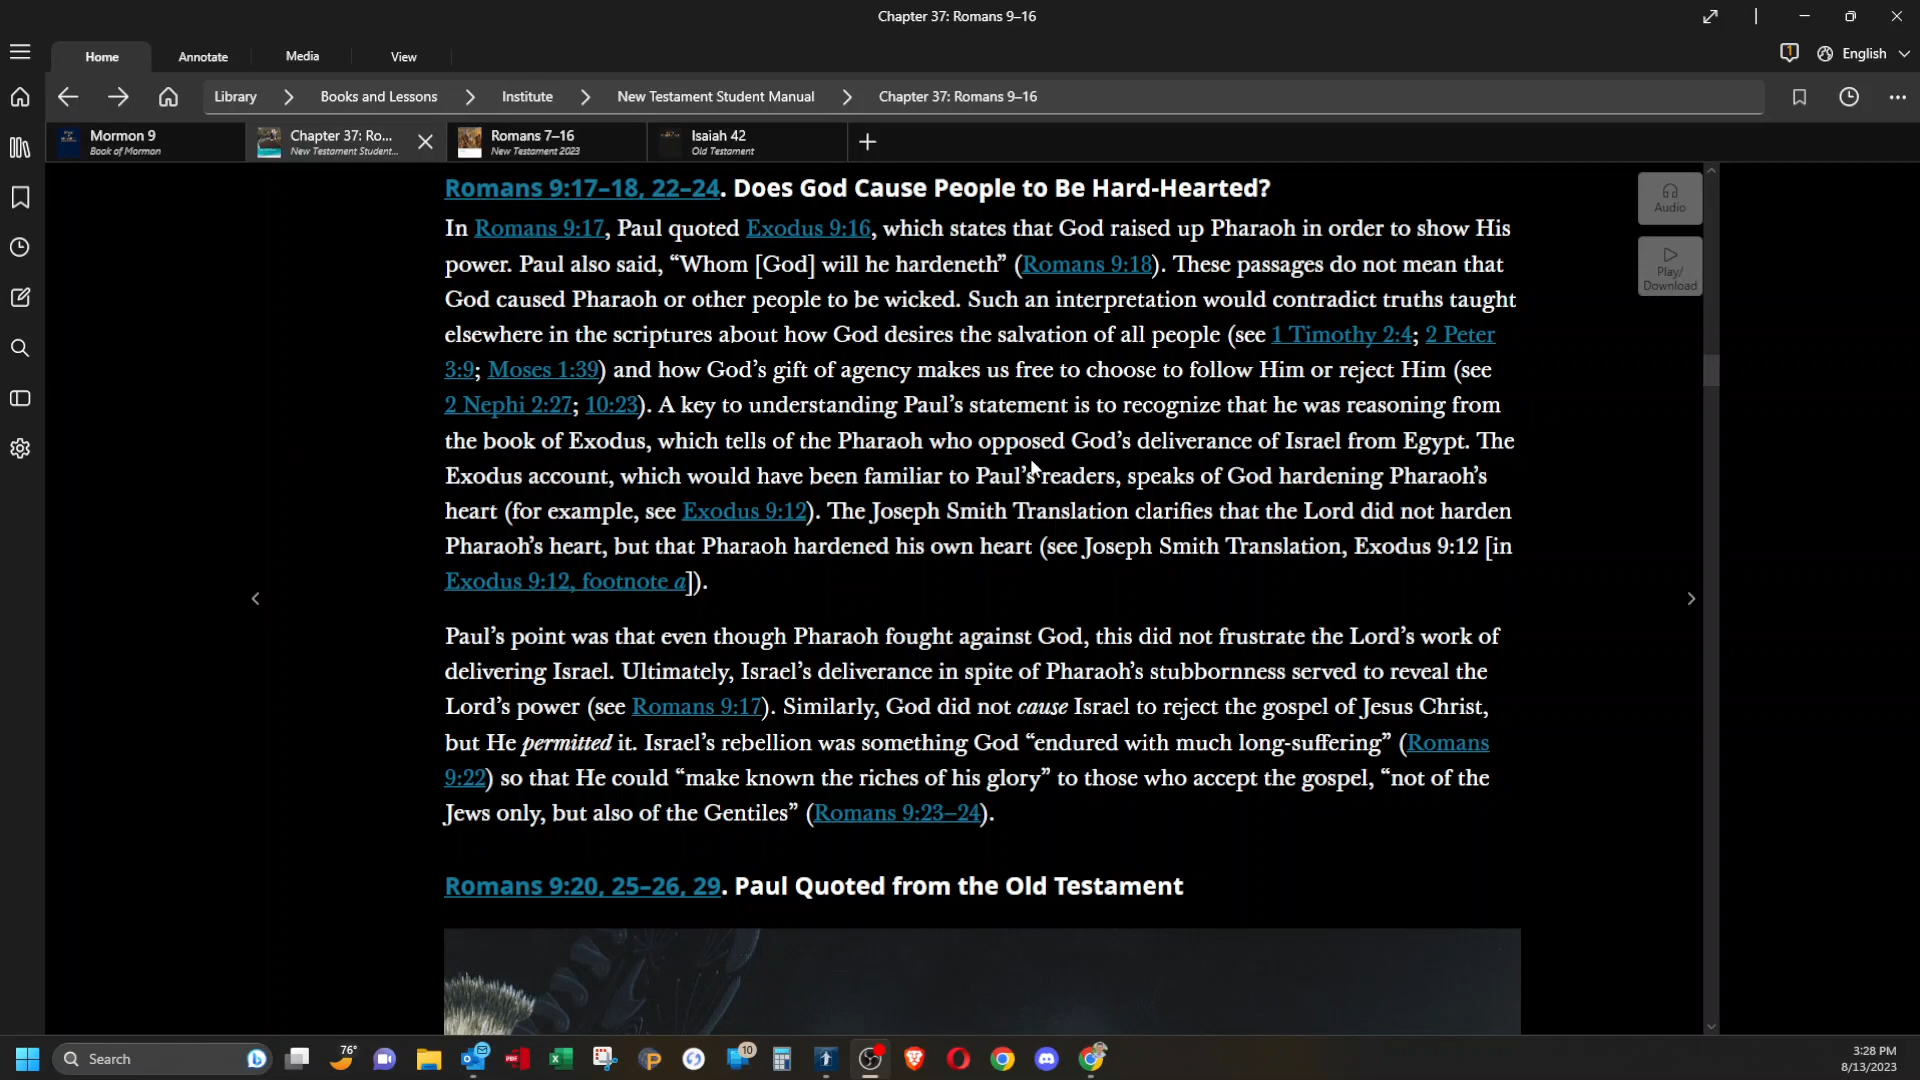 Chapter 37: Romans 9–16
Home
Annotate
Media
View
1
English
Library
Books and Lessons
Institute
New Testament Student Manual
Chapter 37: Romans 9–16
Mormon 9
Book of Mormon
Chapter 37: Ro...
New Testament Student...
Romans 7–16
New Testament 2023
Isaiah 42
Old Testament
Audio
Play/
Download
Romans 9:17–18, 22–24. Does God Cause People to Be Hard-Hearted?
In Romans 9:17, Paul quoted Exodus 9:16, which states that God raised up Pharaoh in order to show His
power. Paul also said, “Whom [God] will he hardeneth” (Romans 9:18). These passages do not mean that
God caused Pharaoh or other people to be wicked. Such an interpretation would contradict truths taught
elsewhere in the scriptures about how God desires the salvation of all people (see 1 Timothy 2:4; 2 Peter
3:9; Moses 1:39) and how God’s gift of agency makes us free to choose to follow Him or reject Him (see
2 Nephi 2:27; 10:23). A key to understanding Paul’s statement is to recognize that he was reasoning from
the book of Exodus, which tells of the Pharaoh who opposed God’s deliverance of Israel from Egypt. The
Exodus account, which would have been familiar to Paul’s readers, speaks of God hardening Pharaoh’s
heart (for example, see Exodus 9:12). The Joseph Smith Translation clarifies that the Lord did not harden
Pharaoh’s heart, but that Pharaoh hardened his own heart (see Joseph Smith Translation, Exodus 9:12 [in
Exodus 9:12, footnote a]).
Paul’s point was that even though Pharaoh fought against God, this did not frustrate the Lord’s work of
delivering Israel. Ultimately, Israel’s deliverance in spite of Pharaoh’s stubbornness served to reveal the
Lord’s power (see Romans 9:17). Similarly, God did not cause Israel to reject the gospel of Jesus Christ,
but He permitted it. Israel’s rebellion was something God “endured with much long-suffering” (Romans
9:22) so that He could “make known the riches of his glory” to those who accept the gospel, “not of the
Jews only, but also of the Gentiles” (Romans 9:23–24).
Romans 9:20, 25–26, 29. Paul Quoted from the Old Testament
Search
76°
PDF
10
3:28 PM
8/13/2023